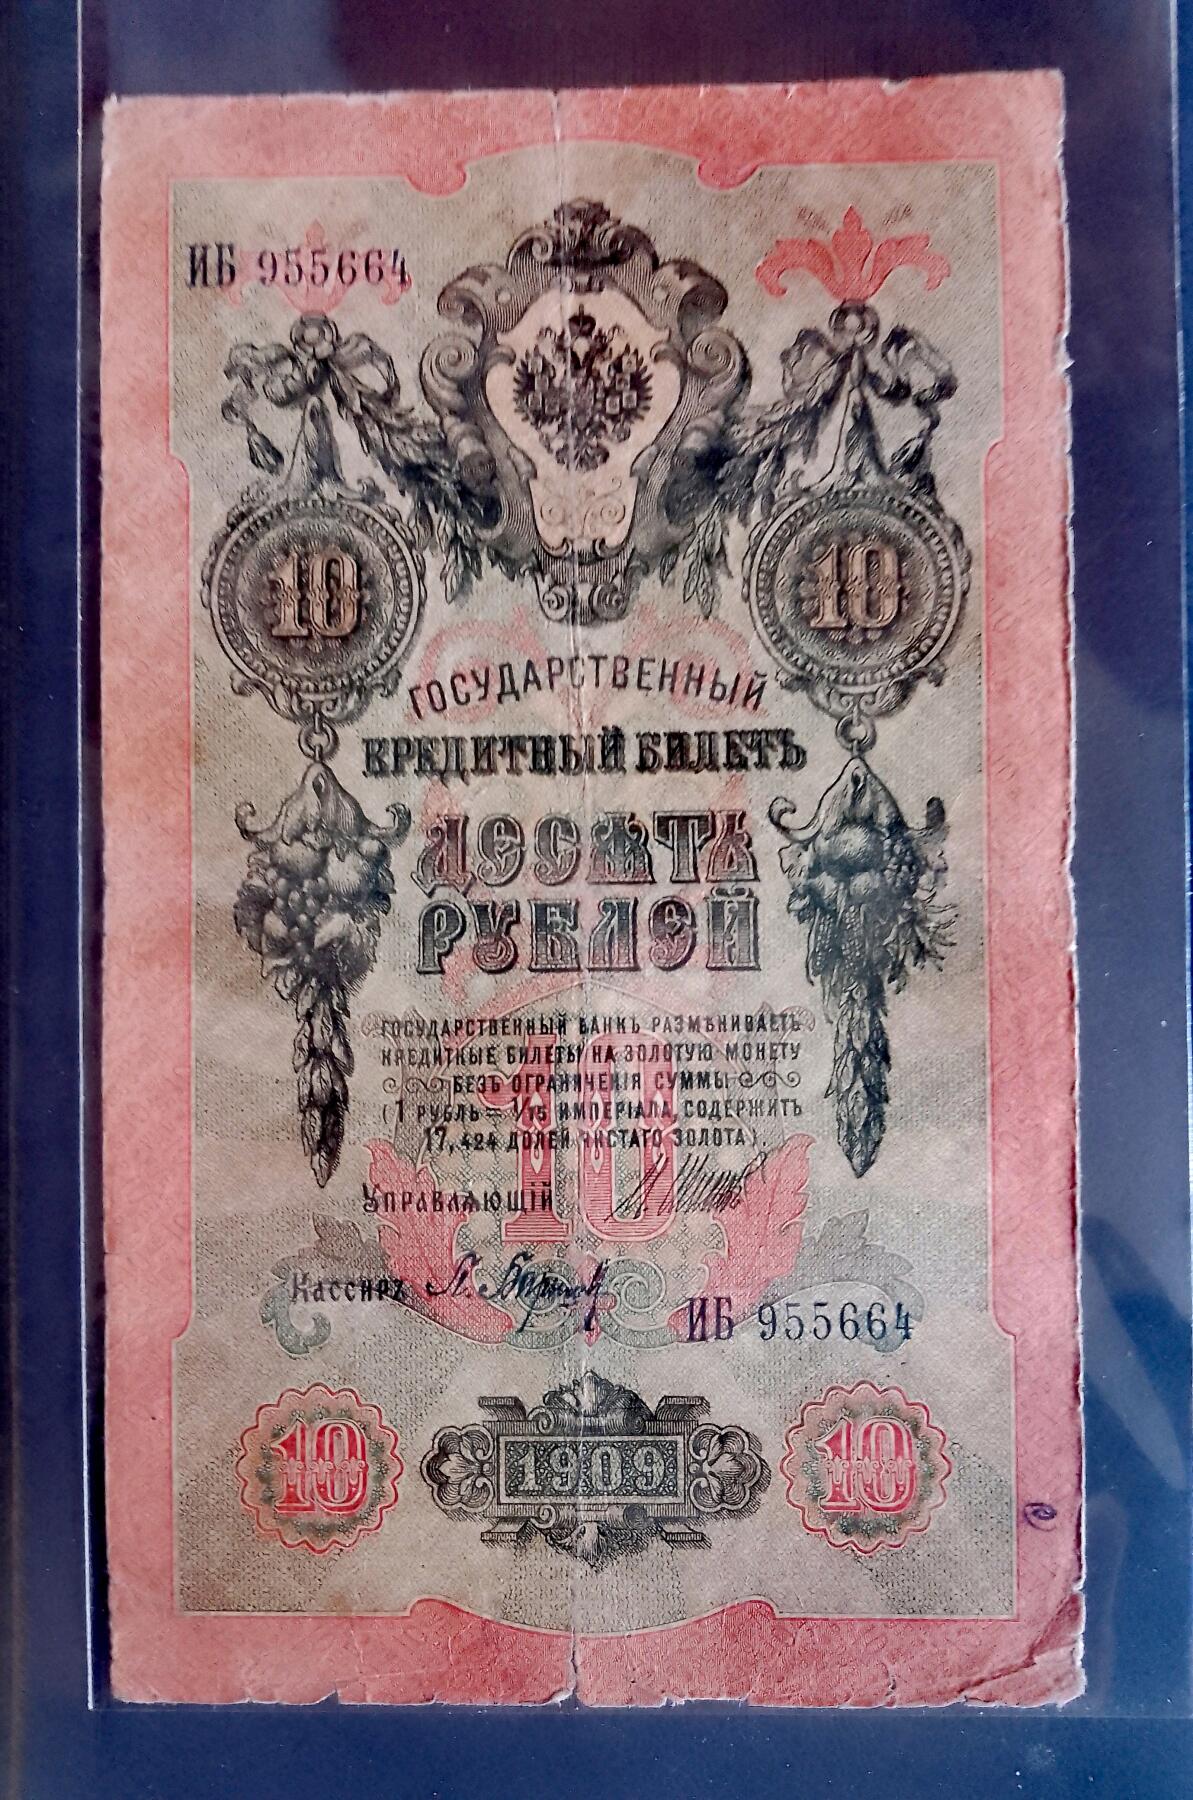 ИБ 955664
10 10
ГОСУДАРСТВЕННЫЙ
КРЕДИТНЫЙ БИЛЕТЪ
ДЕСЯТЬ
РУБЛЕЙ
ГОСУДАРСТВЕННЫЙ БАНКЪ РАЗМѢНИВАЕТЪ
КРЕДИТНЫЕ БИЛЕТЫ НА ЗОЛОТУЮ МОНЕТУ
БЕЗЪ ОГРАНИЧЕНІЯ СУММЫ
(1 РУБЛЬ = 1/15 ИМПЕРІАЛА, СОДЕРЖИТЪ
17,424 ДОЛЕЙ ЧИСТАГО ЗОЛОТА).
10
УПРАВЛЯЮЩІЙ
Кассиръ
ИБ 955664
10 1909 10